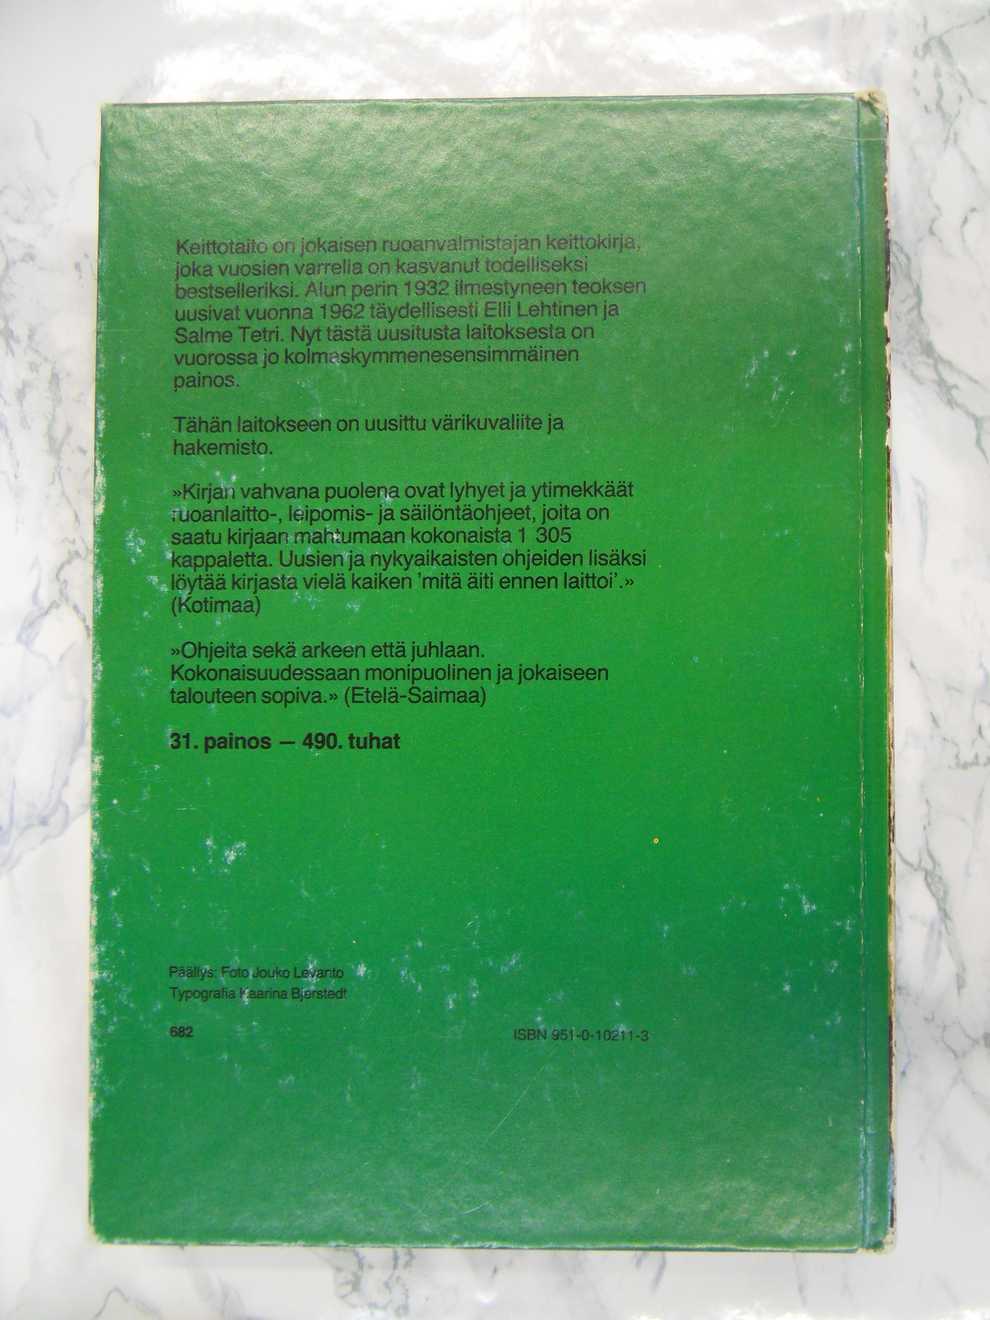 Keittotaito on jokaisen ruoanvalmistajan keittokirja,
joka vuosien varrella on kasvanut todelliseksi
bestselleriksi. Alun perin 1932 ilmestyneen teoksen
uusivat vuonna 1962 täydellisesti Elli Lehtinen ja
Salme Tetri. Nyt tästä uusitusta laitoksesta on
vuorossa jo kolmaskymmenesensimmäinen
painos.
Tähän laitokseen on uusittu värikuvaliite ja
hakemisto.
»Kirjan vahvana puolena ovat lyhyet ja ytimekkäät
ruoanlaitto-, leipomis- ja säilöntäohjeet, joita on
saatu kirjaan mahtumaan kokonaista 1 305
kappaletta. Uusien ja nykyaikaisten ohjeiden lisäksi
löytää kirjasta vielä kaiken 'mitä äiti ennen laittoi'.»
(Kotimaa)
»Ohjeita sekä arkeen että juhlaan.
Kokonaisuudessaan monipuolinen ja jokaiseen
talouteen sopiva.» (Etelä-Saimaa)
31. painos – 490. tuhat
Päällys: Foto Jouko Levanto
Typografia Kaarina Bjerstedt
682
ISBN 951-0-10211-3